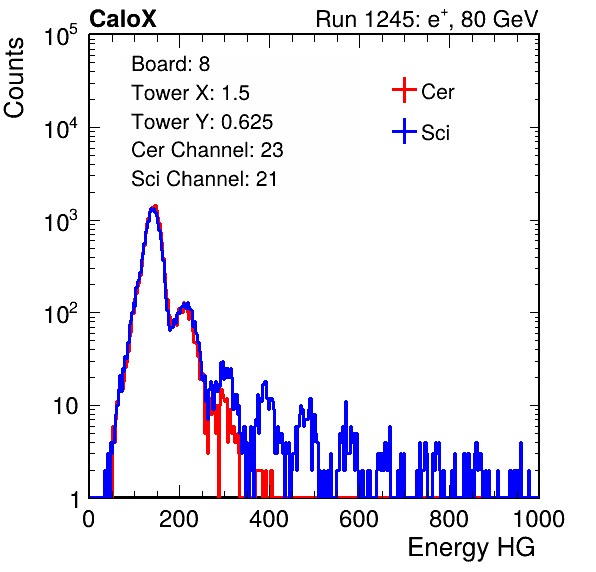 CaloX Run 1245: e⁺, 80 GeV
Counts
Board: 8
Tower X: 1.5
Tower Y: 0.625
Cer Channel: 23
Sci Channel: 21
Cer
Sci
10⁵
10⁴
10³
10²
10
1
0 200 400 600 800 1000
Energy HG